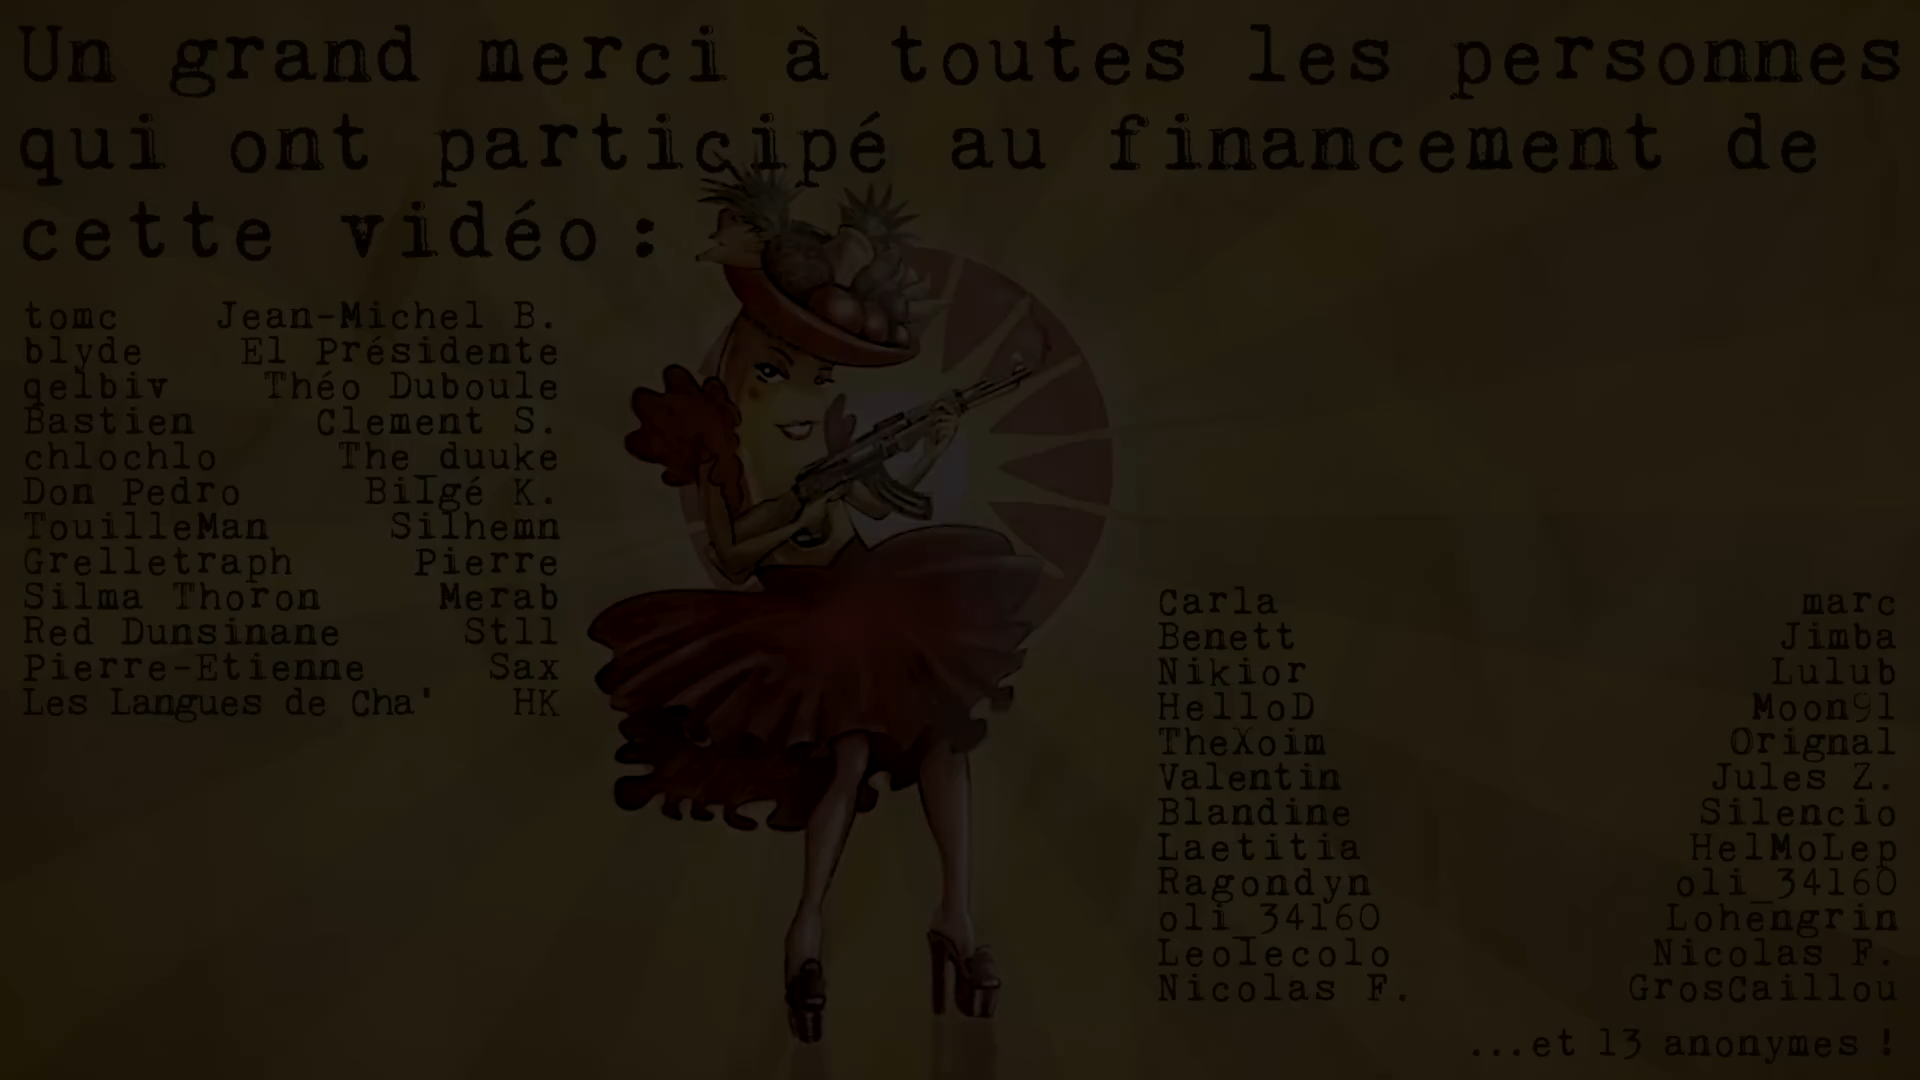 Un grand merci à toutes les personnes
qui ont participé au financement de
cette vidéo :
tomc Jean-Michel B.
blyde El Présidente
qelbiv Théo Duboule
Bastien Clement S.
chlochlo The_duuke
Don Pedro Bilgé K.
TouilleMan Silhemn
Grelletraph Pierre
Silma Thoron Merab
Red Dunsinane Stll
Pierre-Etienne Sax
Les Langues de Cha' HK
Carla marc
Benett Jimba
Nikior Lulub
HelloD Moon91
TheXoim Orignal
Valentin Jules Z.
Blandine Silencio
Laetitia HelMoLep
Ragondyn oli_34160
oli_34160 Lohengrin
Leolecolo Nicolas F.
Nicolas F. GrosCaillou
...et 13 anonymes !